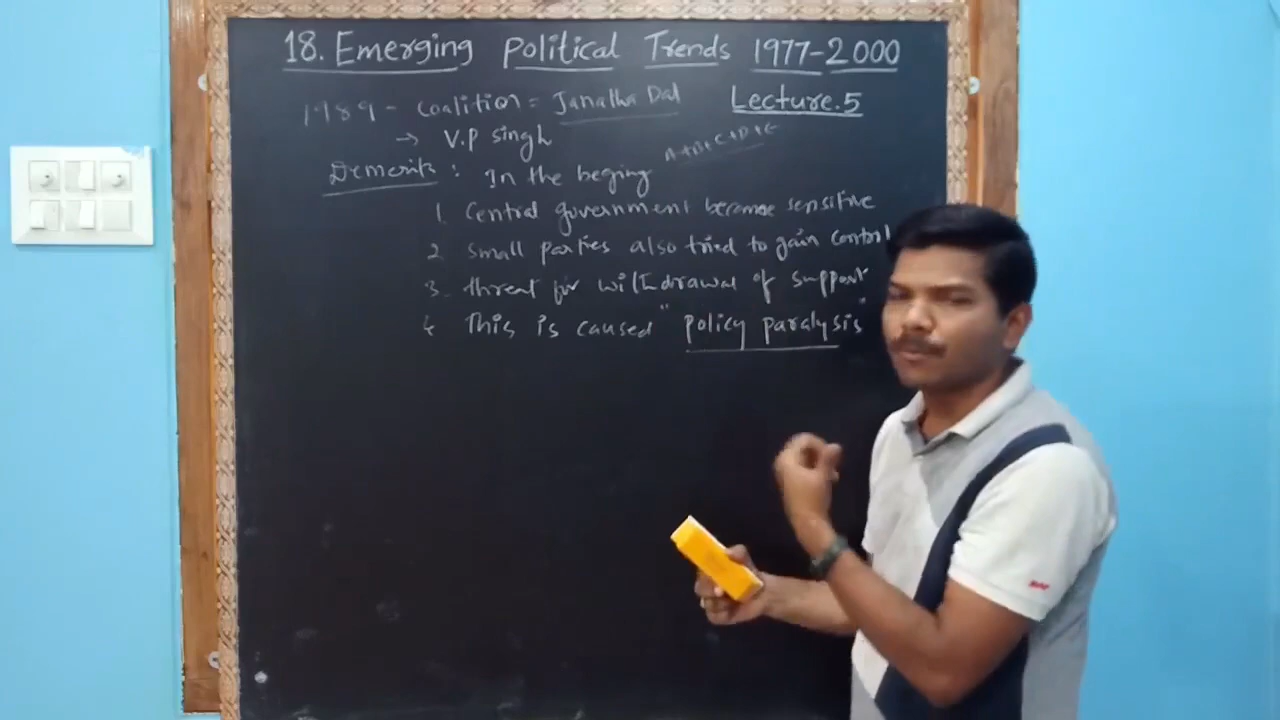 18. Emerging Political Trends 1977-2000
1989 - coalition = Janatha Dal
Lecture.5
→ V.P singh
A+B+C+D+E
Demerits : In the beging
1. Central government become sensitive
2 small parties also tried to gain control
3. threat for withdrawal of support
4 This is caused "policy paralysis"